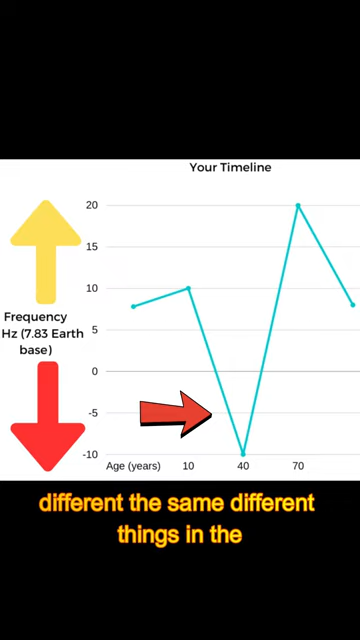 Your Timeline
20
15
10
5
0
-5
-10
Frequency
Hz (7.83 Earth
base)
Age (years) 10 40 70
different the same different
things in the